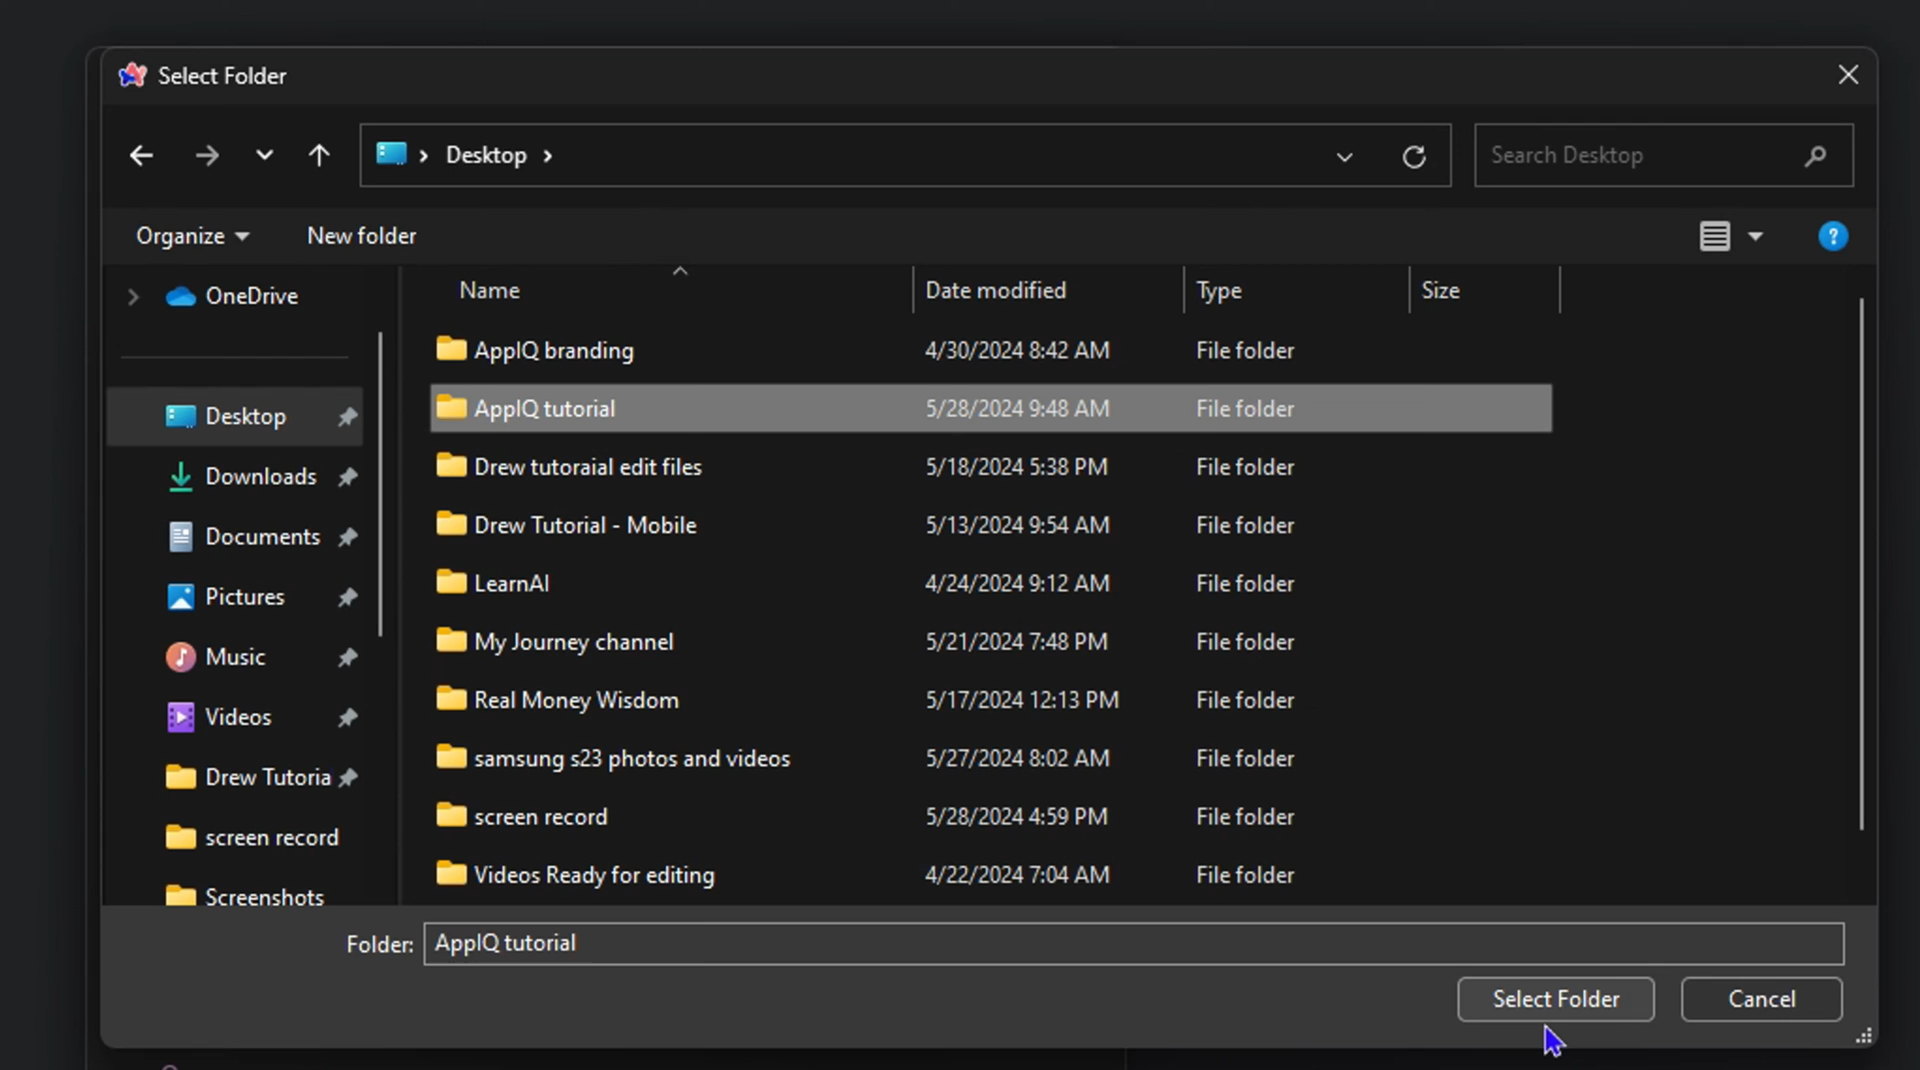 Select Folder
Desktop
Search Desktop
Organize
New folder
?
OneDrive
Desktop
Downloads
Documents
Pictures
Music
Videos
Drew Tutoria
screen record
Screenshots
Name Date modified Type Size
AppIQ branding 4/30/2024 8:42 AM File folder
AppIQ tutorial 5/28/2024 9:48 AM File folder
Drew tutoraial edit files 5/18/2024 5:38 PM File folder
Drew Tutorial - Mobile 5/13/2024 9:54 AM File folder
LearnAI 4/24/2024 9:12 AM File folder
My Journey channel 5/21/2024 7:48 PM File folder
Real Money Wisdom 5/17/2024 12:13 PM File folder
samsung s23 photos and videos 5/27/2024 8:02 AM File folder
screen record 5/28/2024 4:59 PM File folder
Videos Ready for editing 4/22/2024 7:04 AM File folder
Folder: AppIQ tutorial
Select Folder
Cancel